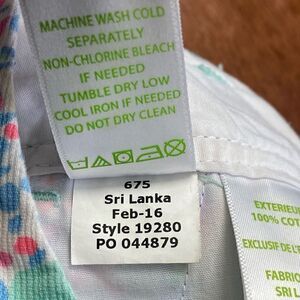 MACHINE WASH COLD
SEPARATELY
NON-CHLORINE BLEACH
IF NEEDED
TUMBLE DRY LOW
COOL IRON IF NEEDED
DO NOT DRY CLEAN
675
Sri Lanka
Feb-16
Style 19280
PO 044879
EXTERIEU
100% COT
EXCLUSIF DE L
FABRIC
SRI L